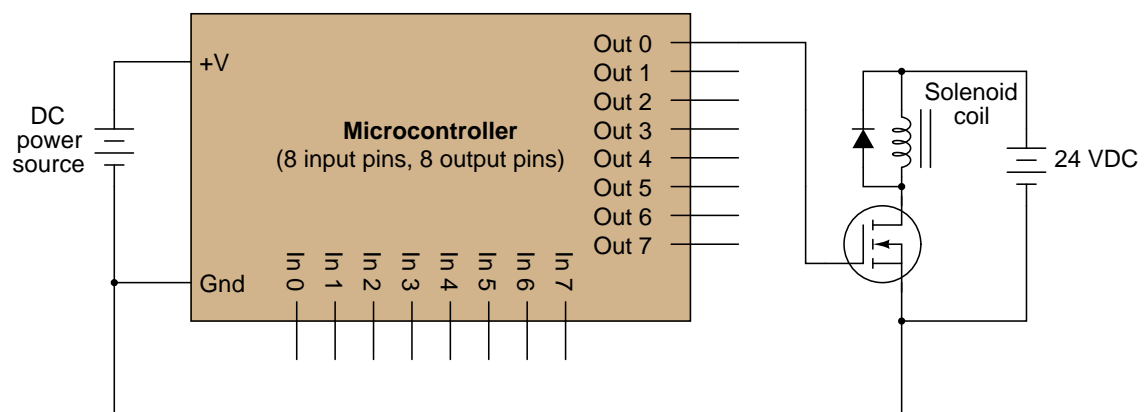 +V
DC
power
source
Gnd
Microcontroller
(8 input pins, 8 output pins)
In 0
In 1
In 2
In 3
In 4
In 5
In 6
In 7
Out 0
Out 1
Out 2
Out 3
Out 4
Out 5
Out 6
Out 7
Solenoid
coil
24 VDC